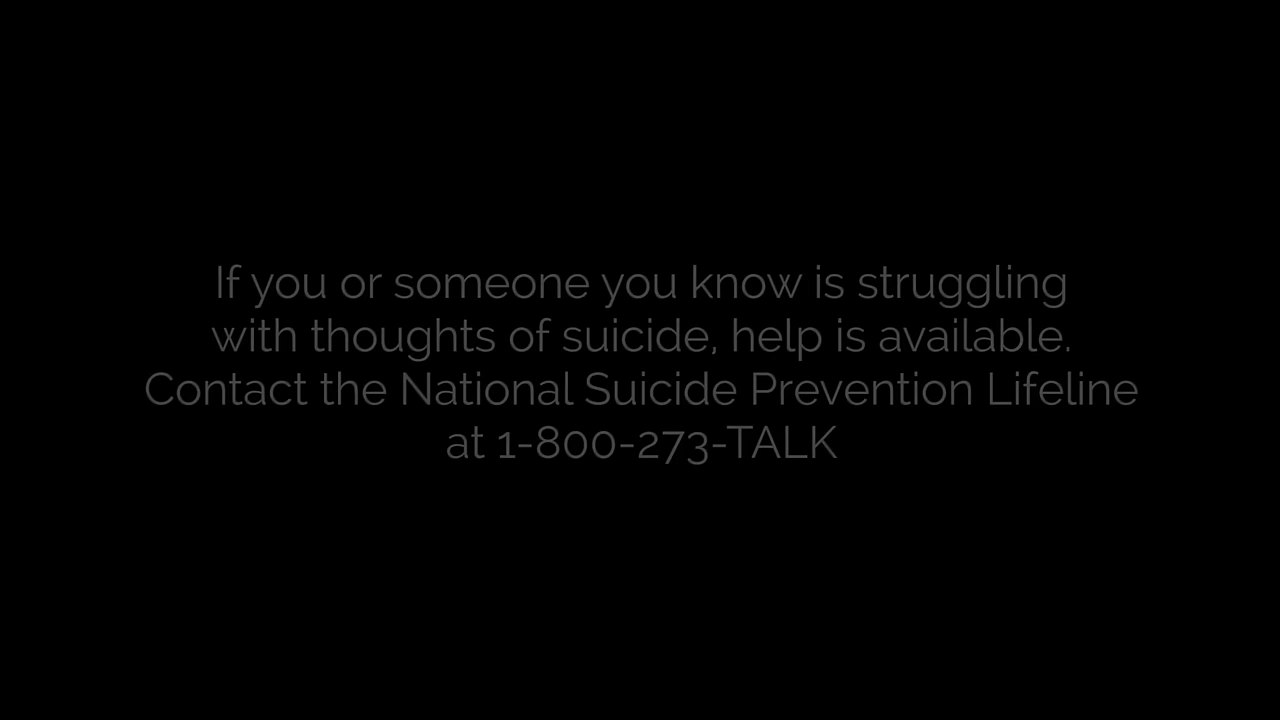 If you or someone you know is struggling
with thoughts of suicide, help is available.
Contact the National Suicide Prevention Lifeline
at 1-800-273-TALK